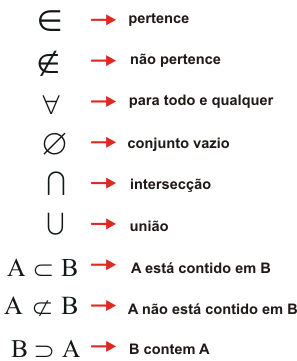 ∈ → pertence
∉ → não pertence
∀ → para todo e qualquer
∅ → conjunto vazio
∩ → intersecção
∪ → união
A ⊂ B → A está contido em B
A ⊄ B → A não está contido em B
B ⊃ A → B contem A